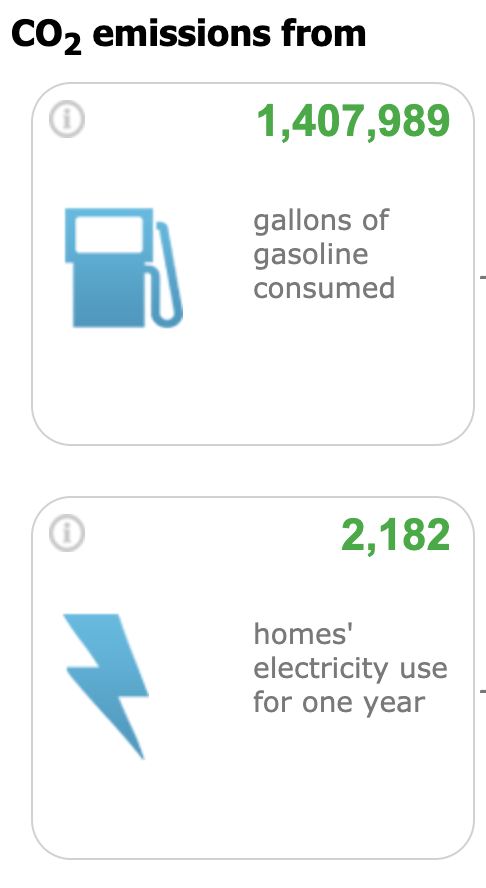 CO2 emissions from
1,407,989
gallons of
gasoline
consumed
2,182
homes'
electricity use
for one year